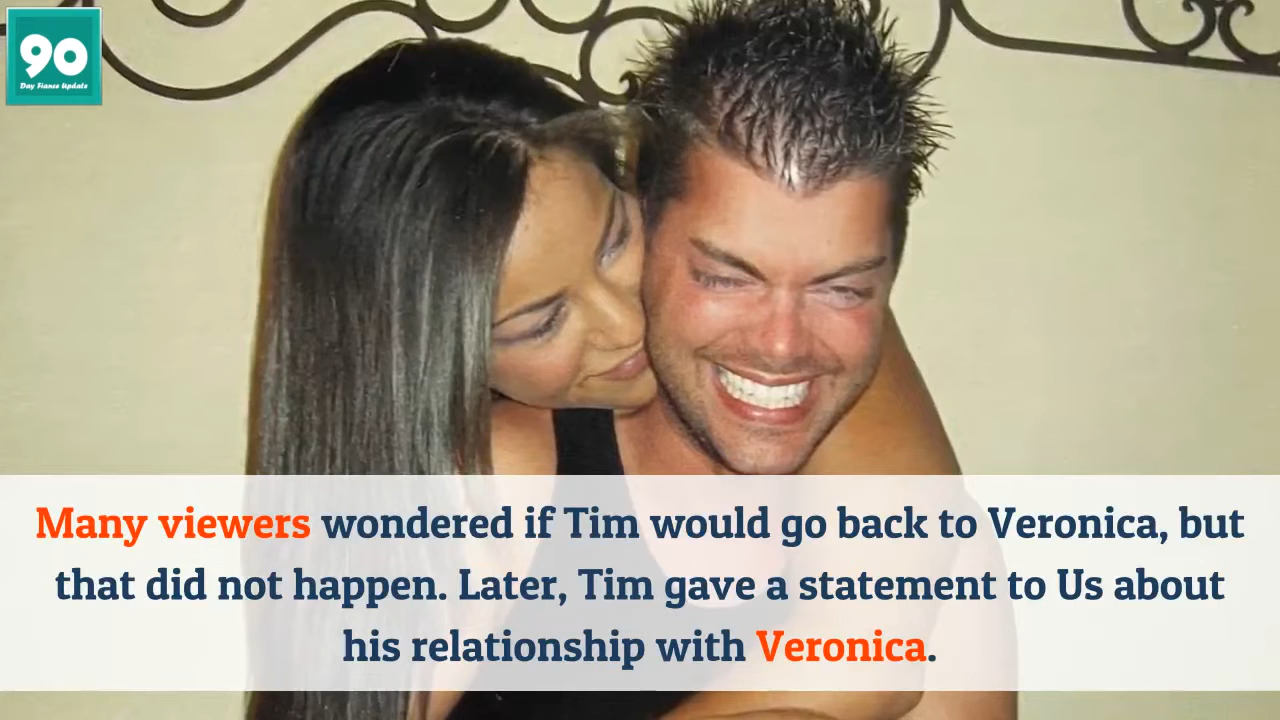 90
Day Fiance Update
Many viewers wondered if Tim would go back to Veronica, but
that did not happen. Later, Tim gave a statement to Us about
his relationship with Veronica.